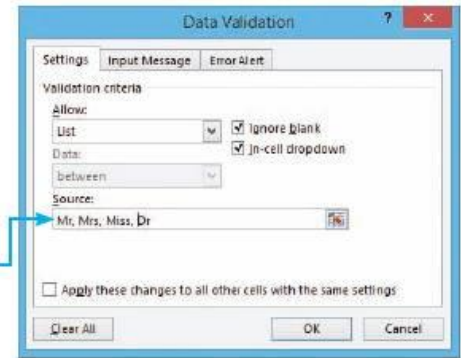 Data Validation ? ×
Settings Input Message Error Alert
Validation criteria
Allow:
List ☑ Ignore blank
Data: ☑ In-cell dropdown
between
Source:
Mr, Mrs, Miss, Dr
☐ Apply these changes to all other cells with the same settings
Clear All OK Cancel